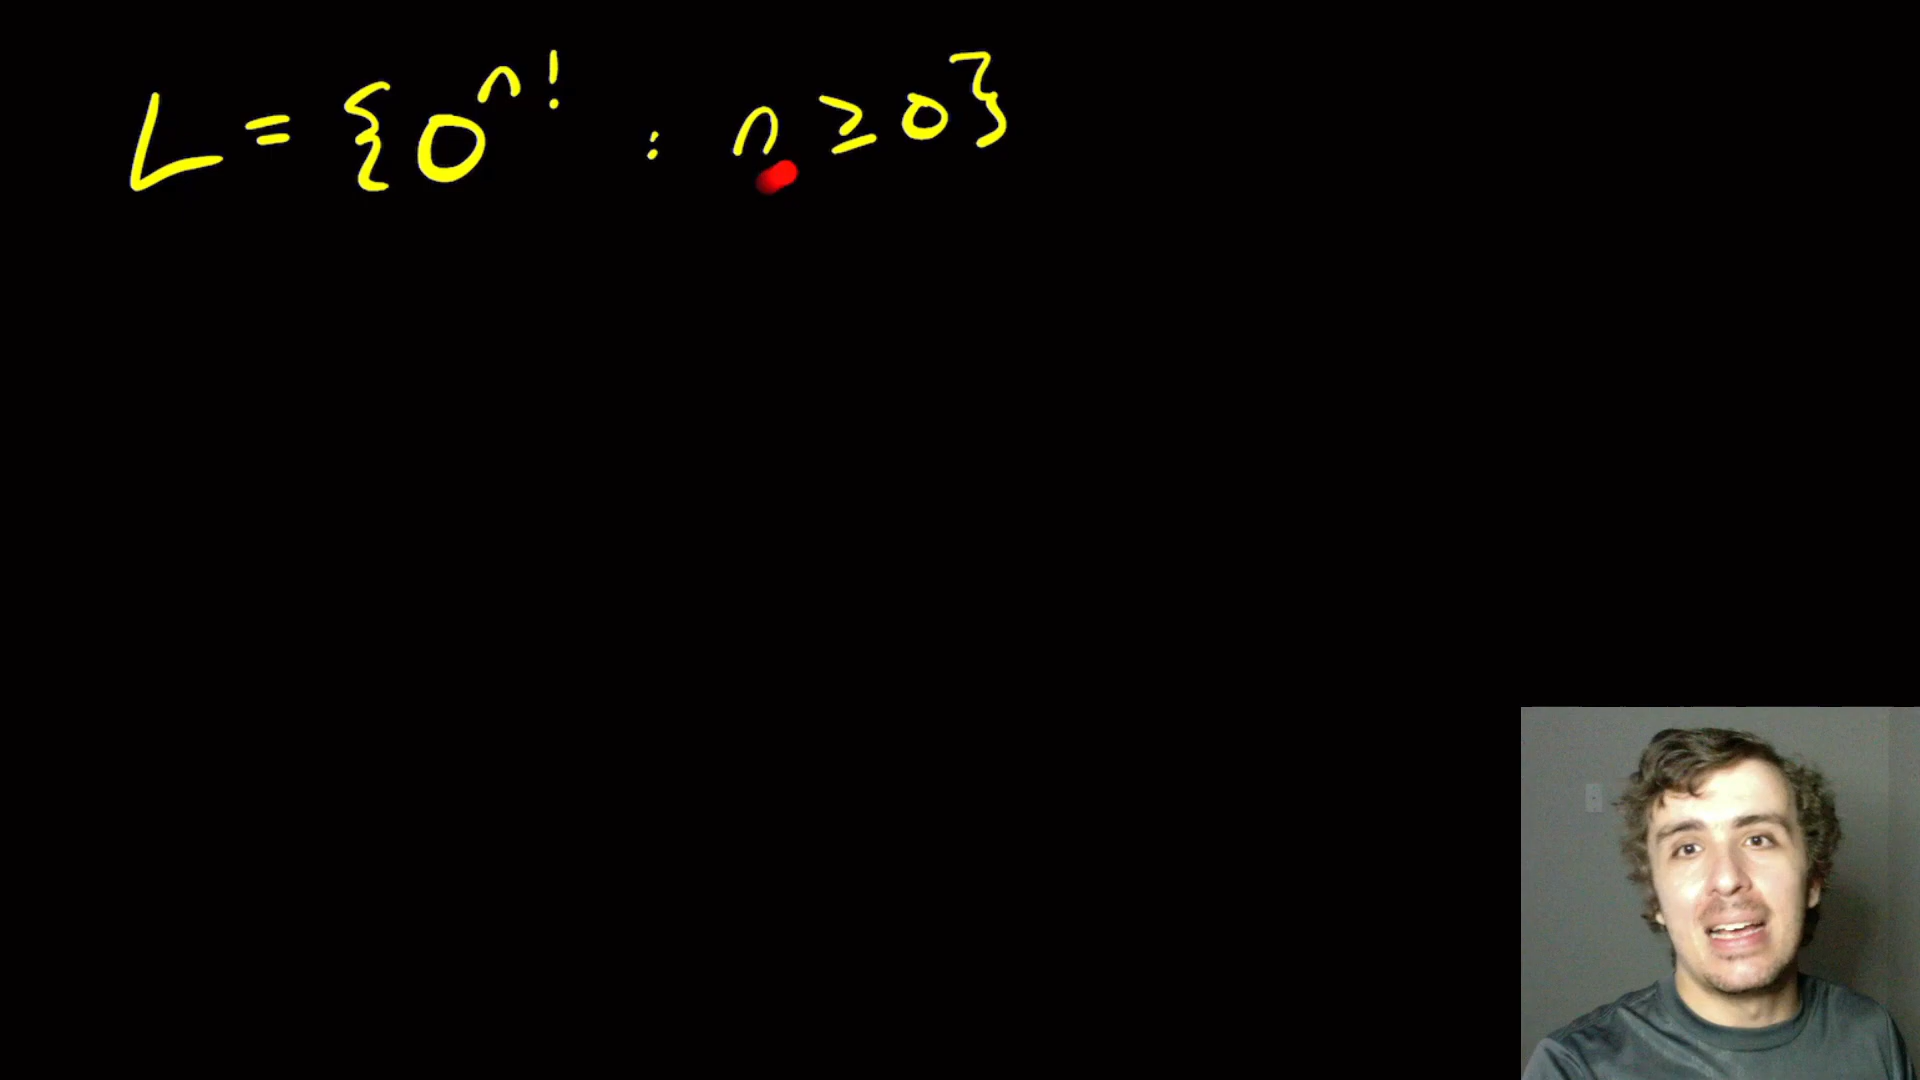 L = {0^n! : n ≥ 0}